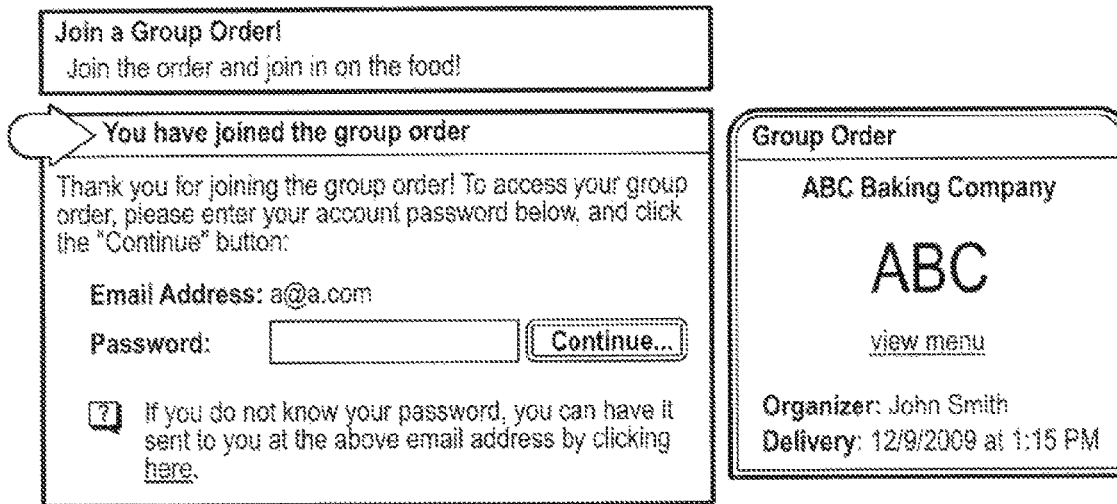 Join a Group Order!
Join the order and join in on the food!
You have joined the group order
Thank you for joining the group order! To access your group
order, please enter your account password below, and click
the "Continue" button:
Email Address: a@a.com
Password:
Continue...
? If you do not know your password, you can have it
sent to you at the above email address by clicking
here.
Group Order
ABC Baking Company
ABC
view menu
Organizer: John Smith
Delivery: 12/9/2009 at 1:15 PM